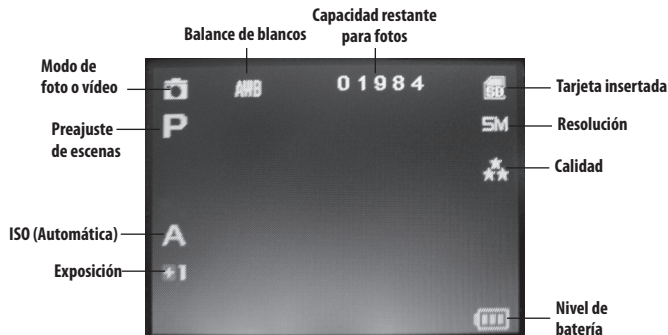 Capacidad restante
para fotos
Balance de blancos
Modo de
foto o vídeo
AWB
01984
SD
Tarjeta insertada
P
Preajuste
de escenas
5M
Resolución
Calidad
ISO (Automática)
A
Exposición
+1
Nivel de
batería